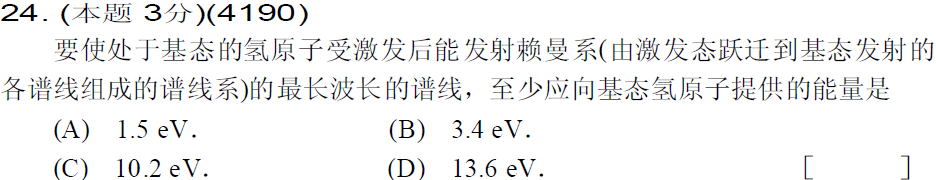 24. (本题 3分)(4190)
要使处于基态的氢原子受激发后能发射赖曼系(由激发态跃迁到基态发射的
各谱线组成的谱线系)的最长波长的谱线，至少应向基态氢原子提供的能量是
(A) 1.5 eV. (B) 3.4 eV.
(C) 10.2 eV. (D) 13.6 eV. [ ]